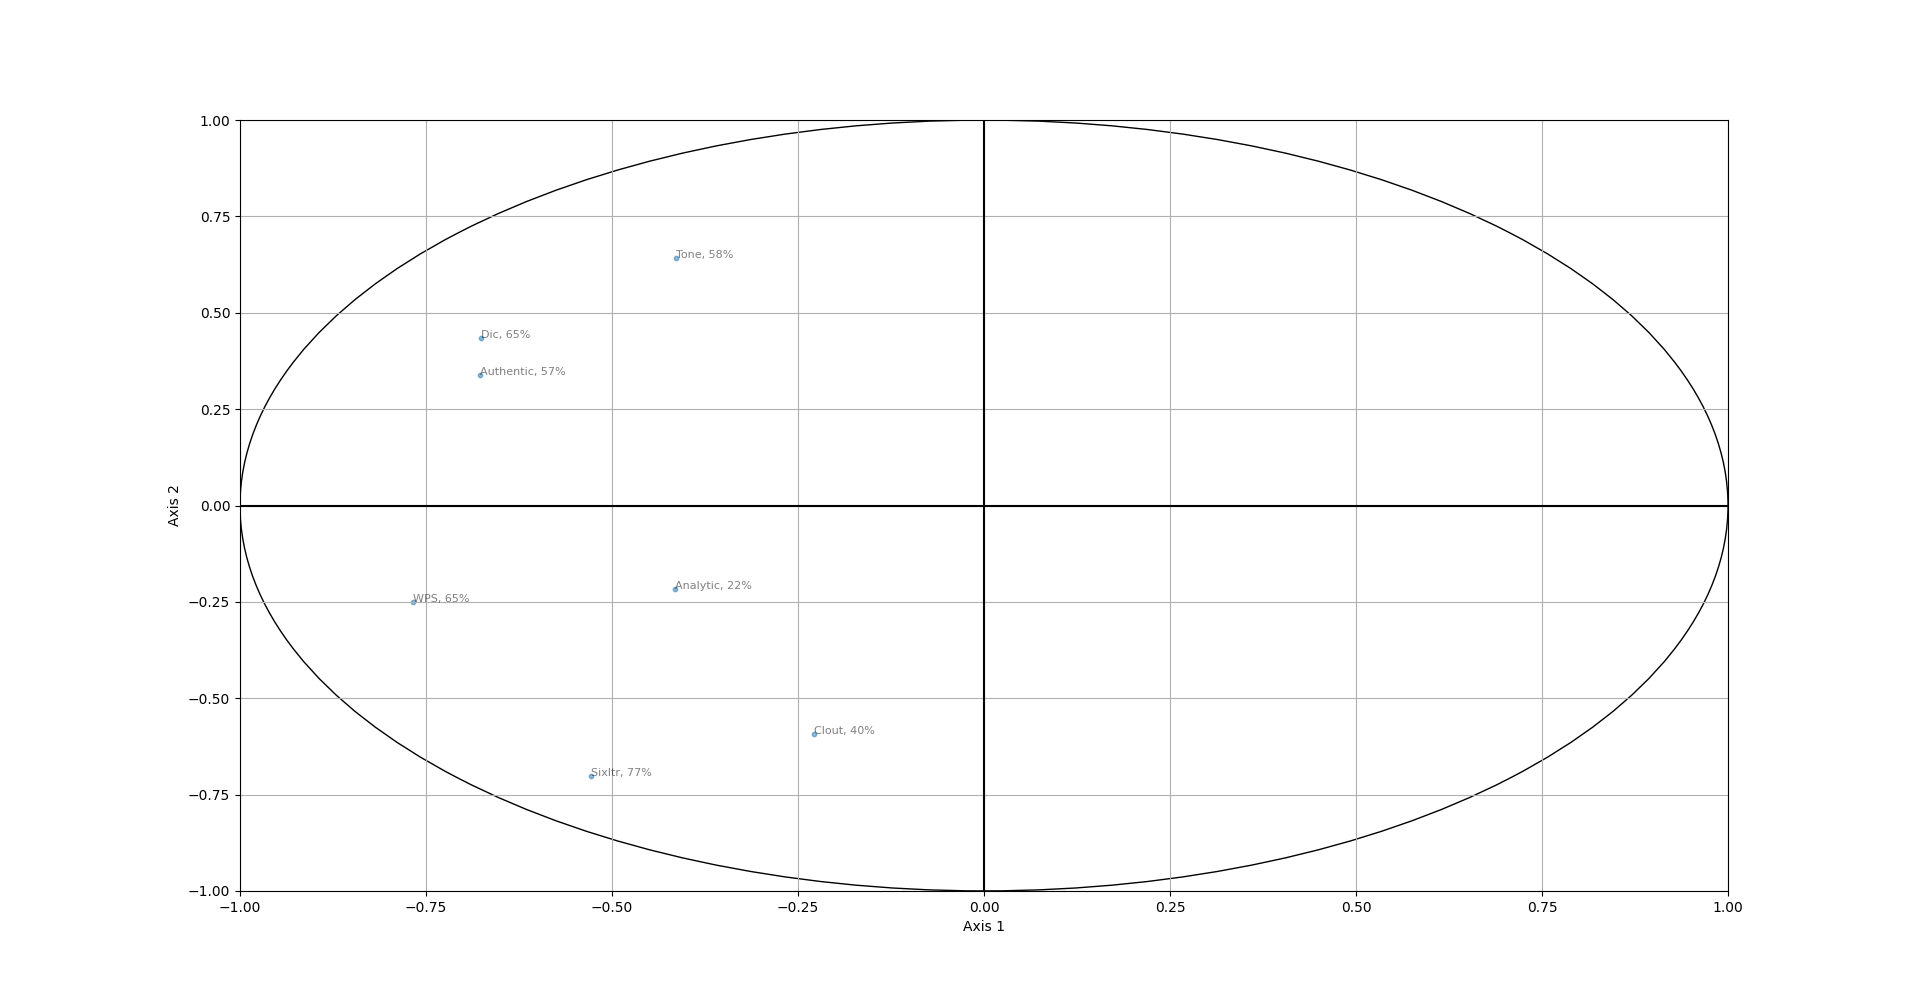 1.00
0.75
0.50
0.25
0.00
−0.25
−0.50
−0.75
−1.00
Axis 2
Tone, 58%
Dic, 65%
Authentic, 57%
Analytic, 22%
WPS, 65%
Clout, 40%
Sixltr, 77%
−1.00 −0.75 −0.50 −0.25 0.00 0.25 0.50 0.75 1.00
Axis 1